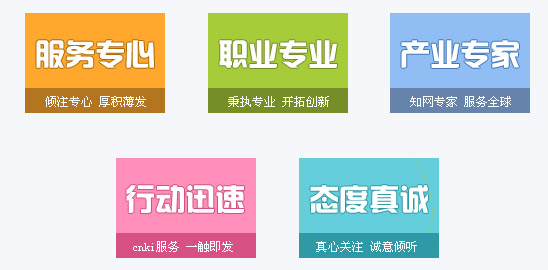 服务专心
倾注专心 厚积薄发
职业专业
秉执专业 开拓创新
产业专家
知网专家 服务全球
行动迅速
cnki服务 一触即发
态度真诚
真心关注 诚意倾听